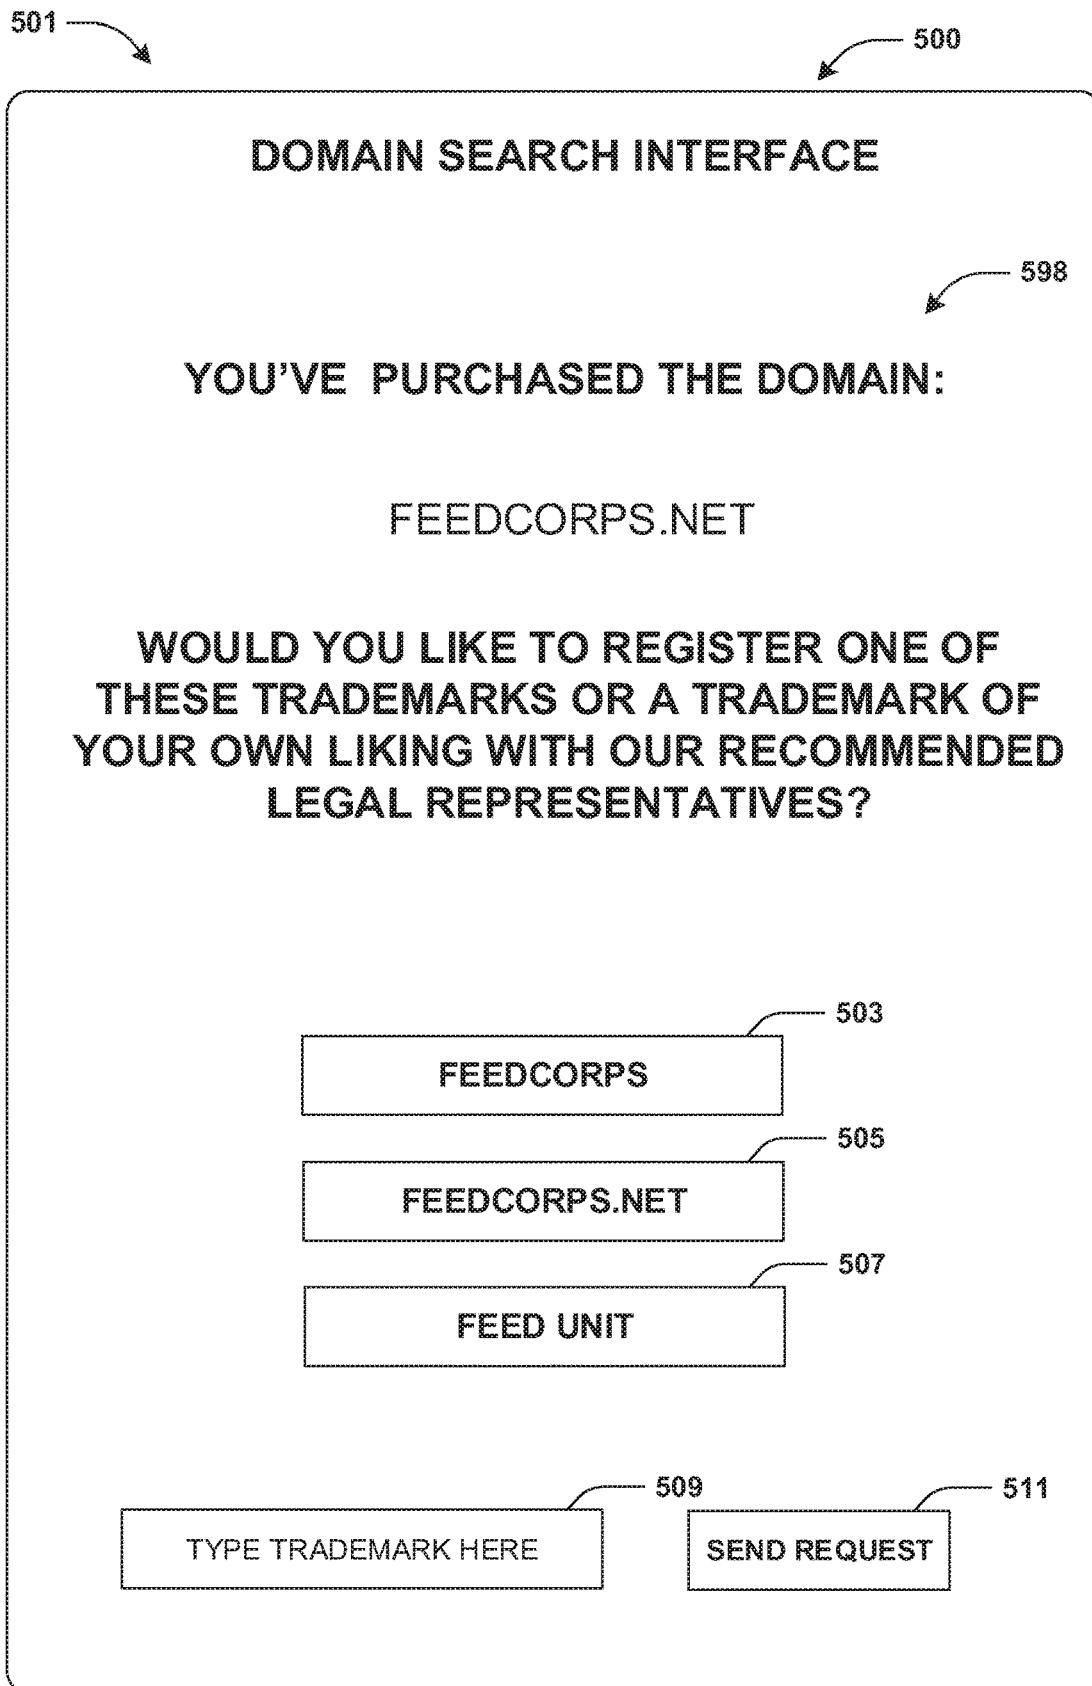 501
500
DOMAIN SEARCH INTERFACE
598
YOU'VE PURCHASED THE DOMAIN:
FEEDCORPS.NET
WOULD YOU LIKE TO REGISTER ONE OF
THESE TRADEMARKS OR A TRADEMARK OF
YOUR OWN LIKING WITH OUR RECOMMENDED
LEGAL REPRESENTATIVES?
503
FEEDCORPS
505
FEEDCORPS.NET
507
FEED UNIT
509
511
TYPE TRADEMARK HERE
SEND REQUEST